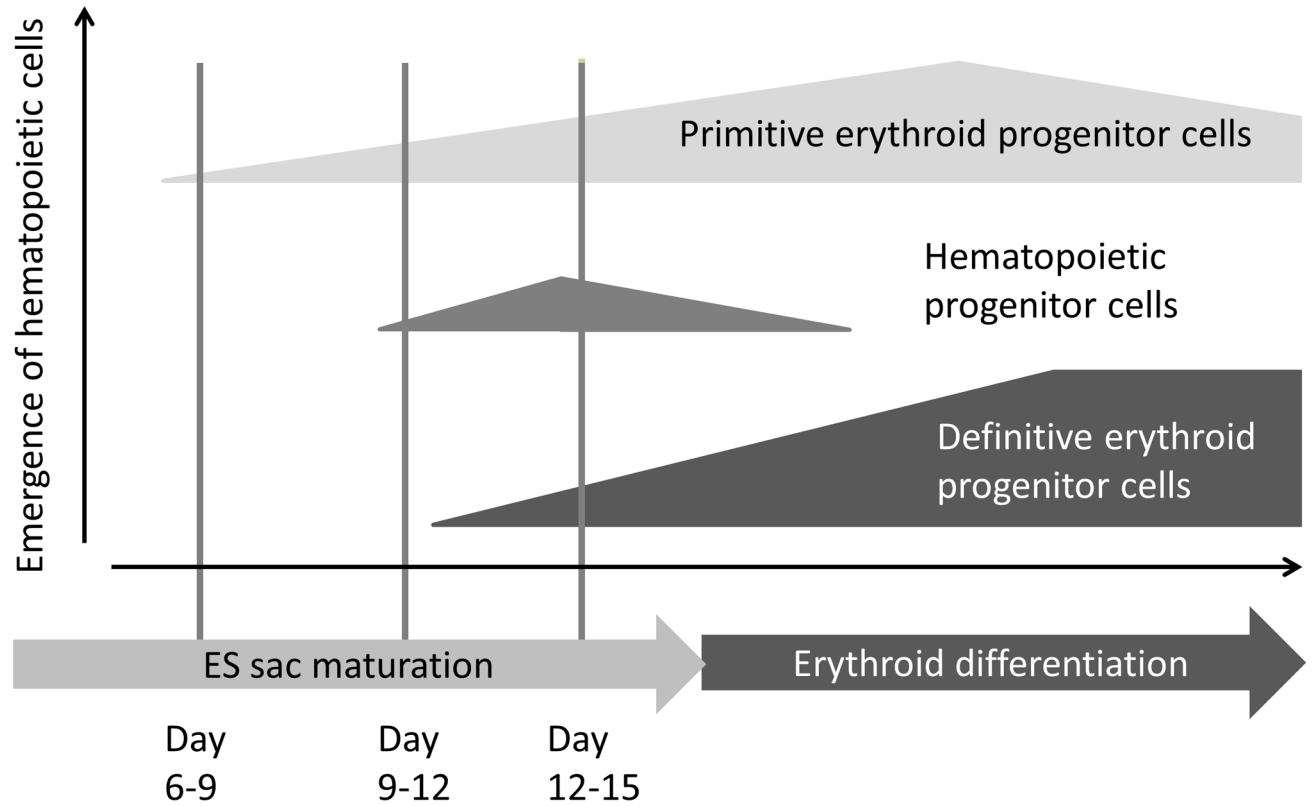 Emergence of hematopoietic cells
Primitive erythroid progenitor cells
Hematopoietic
progenitor cells
Definitive erythroid
progenitor cells
ES sac maturation
Erythroid differentiation
Day
6-9
Day
9-12
Day
12-15